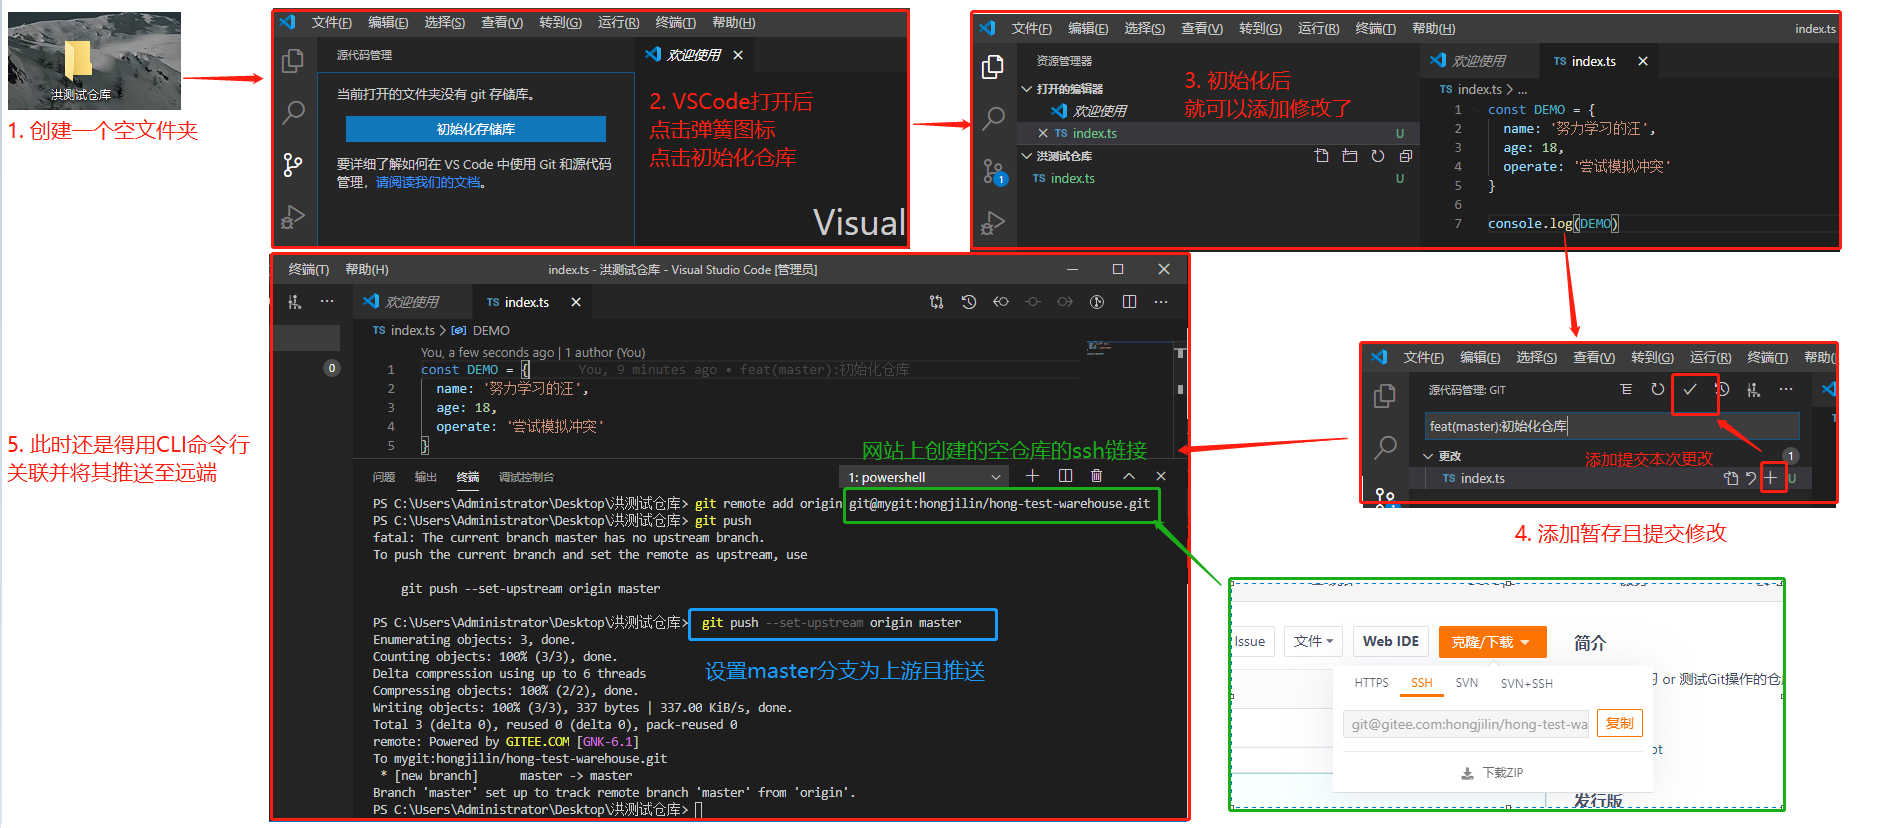 洪测试仓库
1. 创建一个空文件夹
文件(F) 编辑(E) 选择(S) 查看(V) 转到(G) 运行(R) 终端(T) 帮助(H)
源代码管理
欢迎使用
当前打开的文件夹没有 git 存储库。
初始化存储库
要详细了解如何在 VS Code 中使用 Git 和源代码
管理，请阅读我们的文档。
2. VSCode打开后
点击弹簧图标
点击初始化仓库
Visual
文件(F) 编辑(E) 选择(S) 查看(V) 转到(G) 运行(R) 终端(T) 帮助(H) index.ts
资源管理器
打开的编辑器
欢迎使用
TS index.ts U
洪测试仓库
TS index.ts U
1
3. 初始化后
就可以添加修改了
欢迎使用 TS index.ts
TS index.ts > ...
1 const DEMO = {
2 name: '努力学习的汪',
3 age: 18,
4 operate: '尝试模拟冲突'
5 }
6
7 console.log(DEMO)
文件(F) 编辑(E) 选择(S) 查看(V) 转到(G) 运行(R) 终端(T)
源代码管理: GIT
feat(master):初始化仓库
更改 1
TS index.ts U
添加提交本次更改
4. 添加暂存且提交修改
5. 此时还是得用CLI命令行
关联并将其推送至远端
终端(T) 帮助(H) index.ts - 洪测试仓库 - Visual Studio Code [管理员]
欢迎使用 TS index.ts
TS index.ts > DEMO
0
You, a few seconds ago | 1 author (You)
1 const DEMO = { You, 9 minutes ago • feat(master):初始化仓库
2 name: '努力学习的汪',
3 age: 18,
4 operate: '尝试模拟冲突'
5 }
网站上创建的空仓库的ssh链接
问题 输出 终端 调试控制台 1: powershell
PS C:\Users\Administrator\Desktop\洪测试仓库> git remote add origin git@mygit:hongjilin/hong-test-warehouse.git
PS C:\Users\Administrator\Desktop\洪测试仓库> git push
fatal: The current branch master has no upstream branch.
To push the current branch and set the remote as upstream, use
git push --set-upstream origin master
PS C:\Users\Administrator\Desktop\洪测试仓库> git push --set-upstream origin master
Enumerating objects: 3, done.
Counting objects: 100% (3/3), done.
Delta compression using up to 6 threads
Compressing objects: 100% (2/2), done.
Writing objects: 100% (3/3), 337 bytes | 337.00 KiB/s, done.
Total 3 (delta 0), reused 0 (delta 0), pack-reused 0
remote: Powered by GITEE.COM [GNK-6.1]
To mygit:hongjilin/hong-test-warehouse.git
* [new branch] master -> master
Branch 'master' set up to track remote branch 'master' from 'origin'.
PS C:\Users\Administrator\Desktop\洪测试仓库>
设置master分支为上游且推送
Issue 文件 Web IDE 克隆/下载 简介
HTTPS SSH SVN SVN+SSH
or 测试Git操作的仓
git@gitee.com:hongjilin/hong-test-wa 复制
下载ZIP
发行版